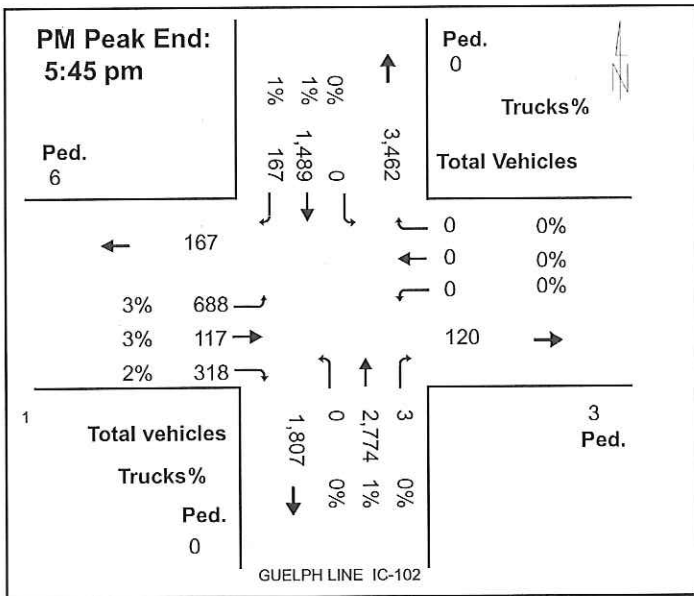 PM Peak End:
5:45 pm
Ped.
6
1% 1% 0%
167 1,489 0 3,462
Ped.
0
N
Trucks%
Total Vehicles
167
3% 688
3% 117
2% 318
0 0%
0 0%
0 0%
120
1
Total vehicles
Trucks%
Ped.
0
1,807 0 2,774 3
0% 1% 0%
3
Ped.
GUELPH LINE IC-102